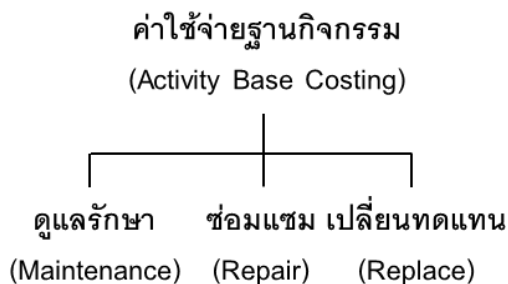 ค่าใช้จ่ายฐานกิจกรรม
(Activity Base Costing)
ดูแลรักษา ซ่อมแซม เปลี่ยนทดแทน
(Maintenance) (Repair) (Replace)